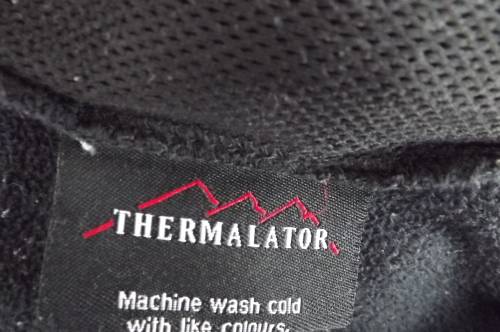 THERMALATOR
Machine wash cold
with like colours.